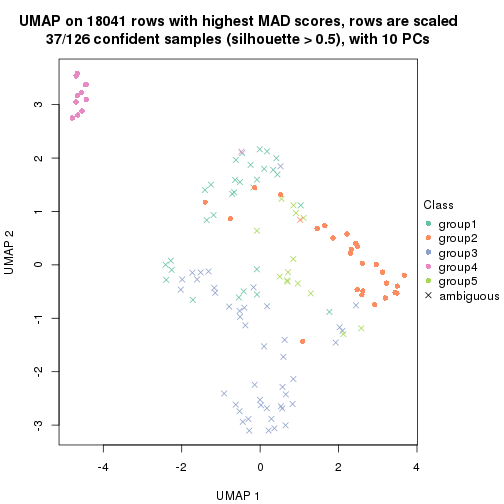 UMAP on 18041 rows with highest MAD scores, rows are scaled
37/126 confident samples (silhouette > 0.5), with 10 PCs
3
2
1
0
-1
-2
-3
UMAP 2
-4
-2
0
2
4
UMAP 1
Class
group1
group2
group3
group4
group5
ambiguous